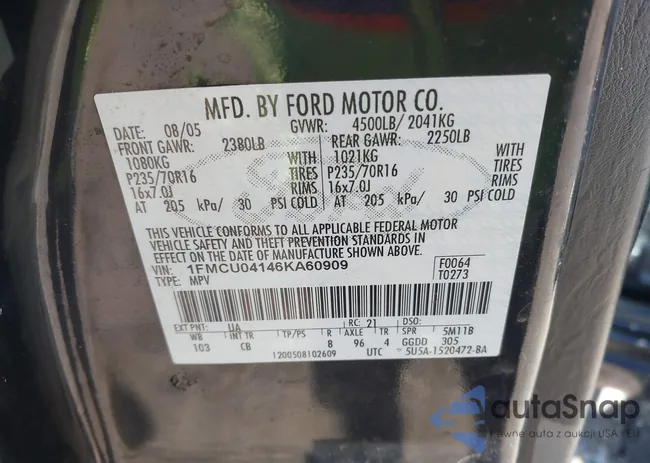 MFD. BY FORD MOTOR CO.
DATE: 08/05 GVWR: 4500LB/ 2041KG
FRONT GAWR: 2380LB REAR GAWR: 2250LB
1080KG WITH 1021KG WITH
P235/70R16 TIRES P235/70R16 TIRES
16x7.0J RIMS 16x7.0J RIMS
AT 205 kPa/ 30 PSI COLD AT 205 kPa/ 30 PSI COLD
THIS VEHICLE CONFORMS TO ALL APPLICABLE FEDERAL MOTOR
VEHICLE SAFETY AND THEFT PREVENTION STANDARDS IN
EFFECT ON THE DATE OF MANUFACTURE SHOWN ABOVE.
VIN: 1FMCU04146KA60909 F0064
TYPE: MPV T0273
EXT PNT: UA RC: 21 DSO:
WB INT TR TP/PS R AXLE TR SPR 5M11B
103 CB 8 96 4 GGDD 305
1200508102609 UTC 5U5A-1520472-BA
autaSnap
Pewne auta z aukcji USA i EU